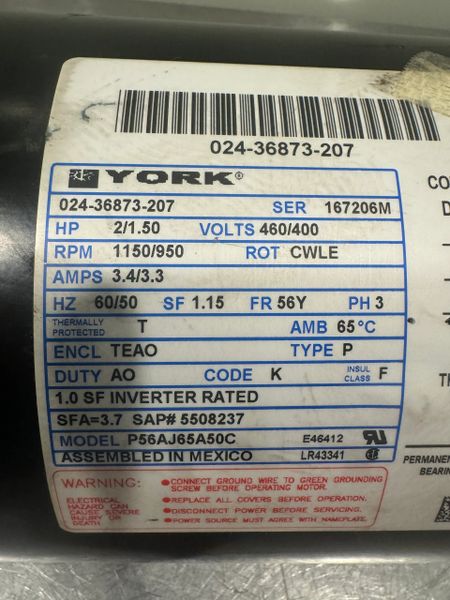 024-36873-207
YORK®
024-36873-207 SER 167206M
HP 2/1.50 VOLTS 460/400
RPM 1150/950 ROT CWLE
AMPS 3.4/3.3
HZ 60/50 SF 1.15 FR 56Y PH 3
THERMALLY PROTECTED T AMB 65°C
ENCL TEAO TYPE P
DUTY AO CODE K INSUL CLASS F
1.0 SF INVERTER RATED
SFA=3.7 SAP# 5508237
MODEL P56AJ65A50C E46412
ASSEMBLED IN MEXICO LR43341
WARNING:
ELECTRICAL
HAZARD CAN
CAUSE SEVERE
INJURY OR
DEATH
●CONNECT GROUND WIRE TO GREEN GROUNDING
SCREW BEFORE OPERATING MOTOR.
●REPLACE ALL COVERS BEFORE OPERATION.
●DISCONNECT POWER BEFORE SERVICING.
●POWER SOURCE MUST AGREE WITH NAMEPLATE.
PERMANENT
BEARIN